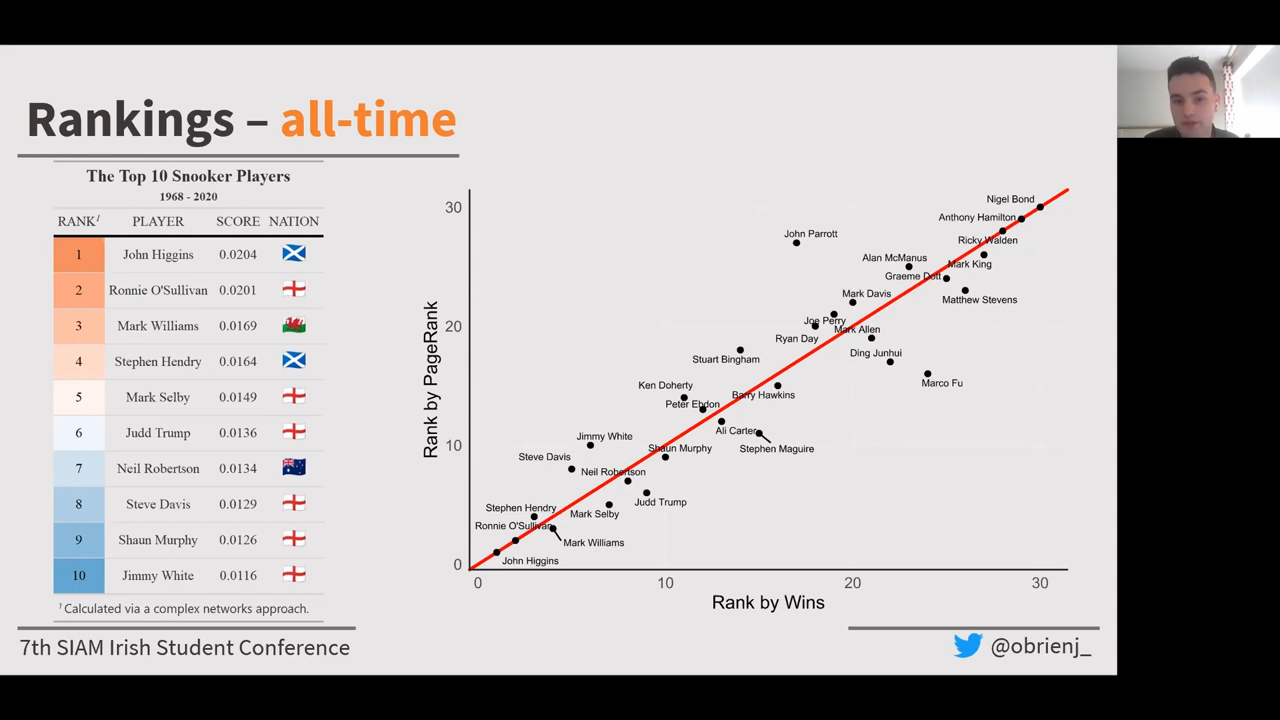 Rankings – all-time
The Top 10 Snooker Players
1968 - 2020
RANK1 PLAYER SCORE NATION
1 John Higgins 0.0204
2 Ronnie O'Sullivan 0.0201
3 Mark Williams 0.0169
4 Stephen Hendry 0.0164
5 Mark Selby 0.0149
6 Judd Trump 0.0136
7 Neil Robertson 0.0134
8 Steve Davis 0.0129
9 Shaun Murphy 0.0126
10 Jimmy White 0.0116
1 Calculated via a complex networks approach.
Rank by PageRank
30
20
10
0
Nigel Bond
Anthony Hamilton
John Parrott
Ricky Walden
Alan McManus
Mark King
Graeme Dott
Mark Davis
Matthew Stevens
Joe Perry
Mark Allen
Ryan Day
Ding Junhui
Stuart Bingham
Marco Fu
Ken Doherty
Barry Hawkins
Peter Ebdon
Ali Carter
Jimmy White
Shaun Murphy
Stephen Maguire
Steve Davis
Neil Robertson
Judd Trump
Stephen Hendry
Mark Selby
Ronnie O'Sullivan
Mark Williams
John Higgins
0 10 20 30
Rank by Wins
7th SIAM Irish Student Conference
@obrienj_